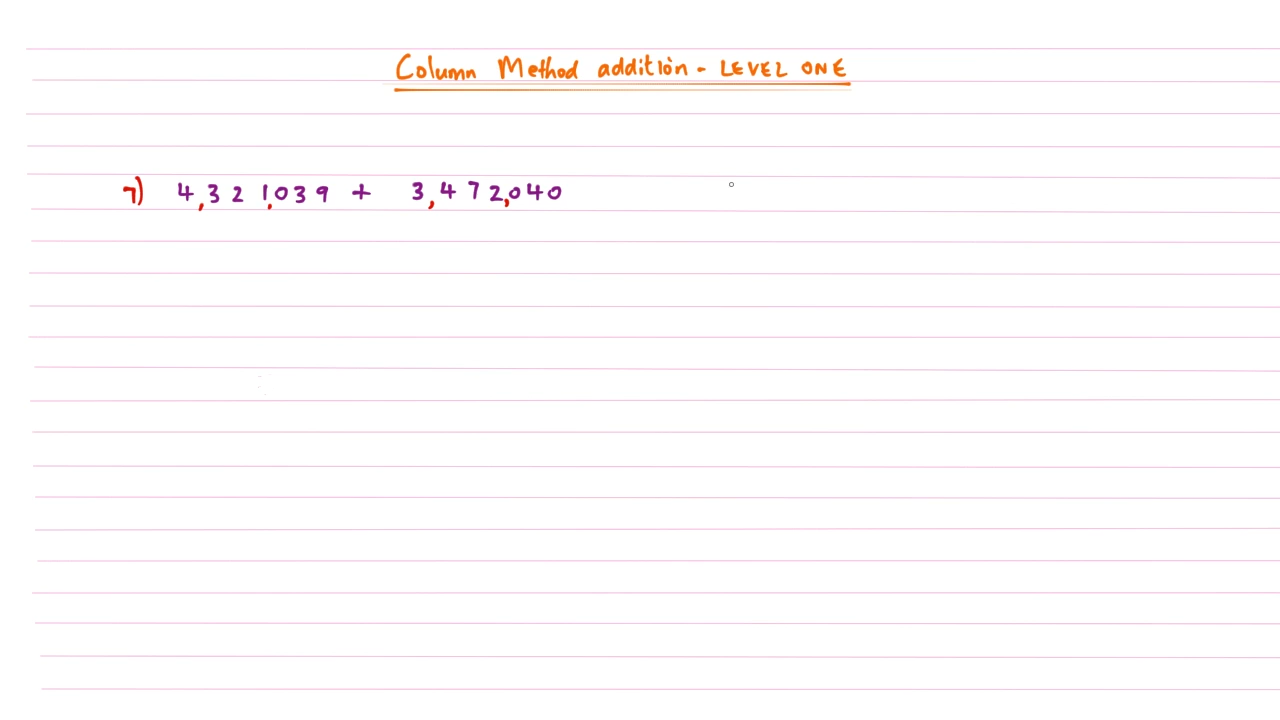 Column Method addition - LEVEL ONE
7) 4,321,039 + 3,472,040